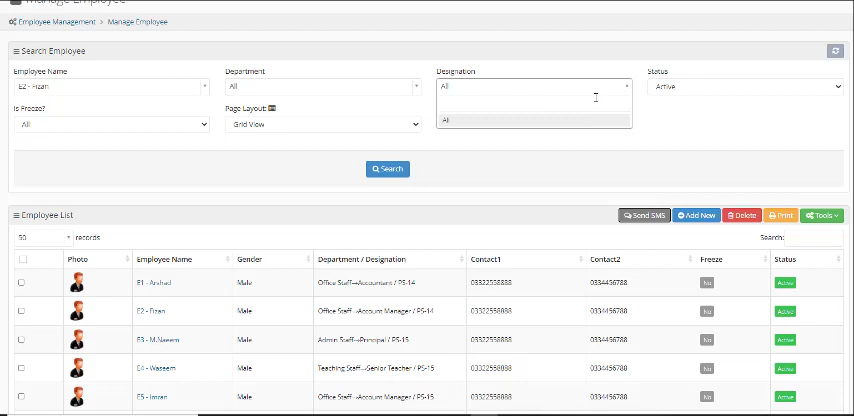 Manage Employee
Employee Management > Manage Employee
Search Employee
Employee Name Department Designation Status
E2 - Fizan All All Active
Is Freeze? Page Layout:
All Grid View All
Search
Employee List Send SMS Add New Delete Print Tools
50 records Search:
Photo Employee Name Gender Department / Designation Contact1 Contact2 Freeze Status
E1 - Arshad Male Office Staff→Accountant / PS-14 03322558888 0334456788 No Active
E2 - Fizan Male Office Staff→Account Manager / PS-14 03322558888 0334456788 No Active
E3 - M.Naeem Male Admin Staff→Principal / PS-15 03322558888 0334456788 No Active
E4 - Waseem Male Teaching Staff→Senior Teacher / PS-15 03322558888 0334456788 No Active
E5 - Imran Male Office Staff→Account Manager / PS-15 03322558888 0334456788 No Active